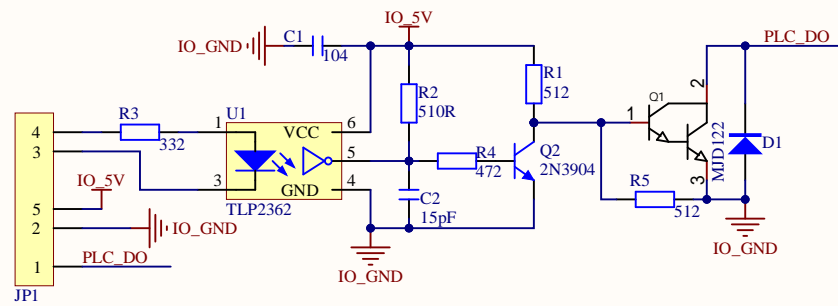 IO_5V
C1
IO_GND
104
PLC_DO
R1
512
R2
510R
2
Q1
1
R3
332
U1
1
VCC
6
4
3
5
GND
4
3
TLP2362
R4
472
Q2
2N3904
MJD122
D1
3
R5
512
C2
15pF
IO_5V
5
2
IO_GND
IO_GND
IO_GND
1
PLC_DO
JP1